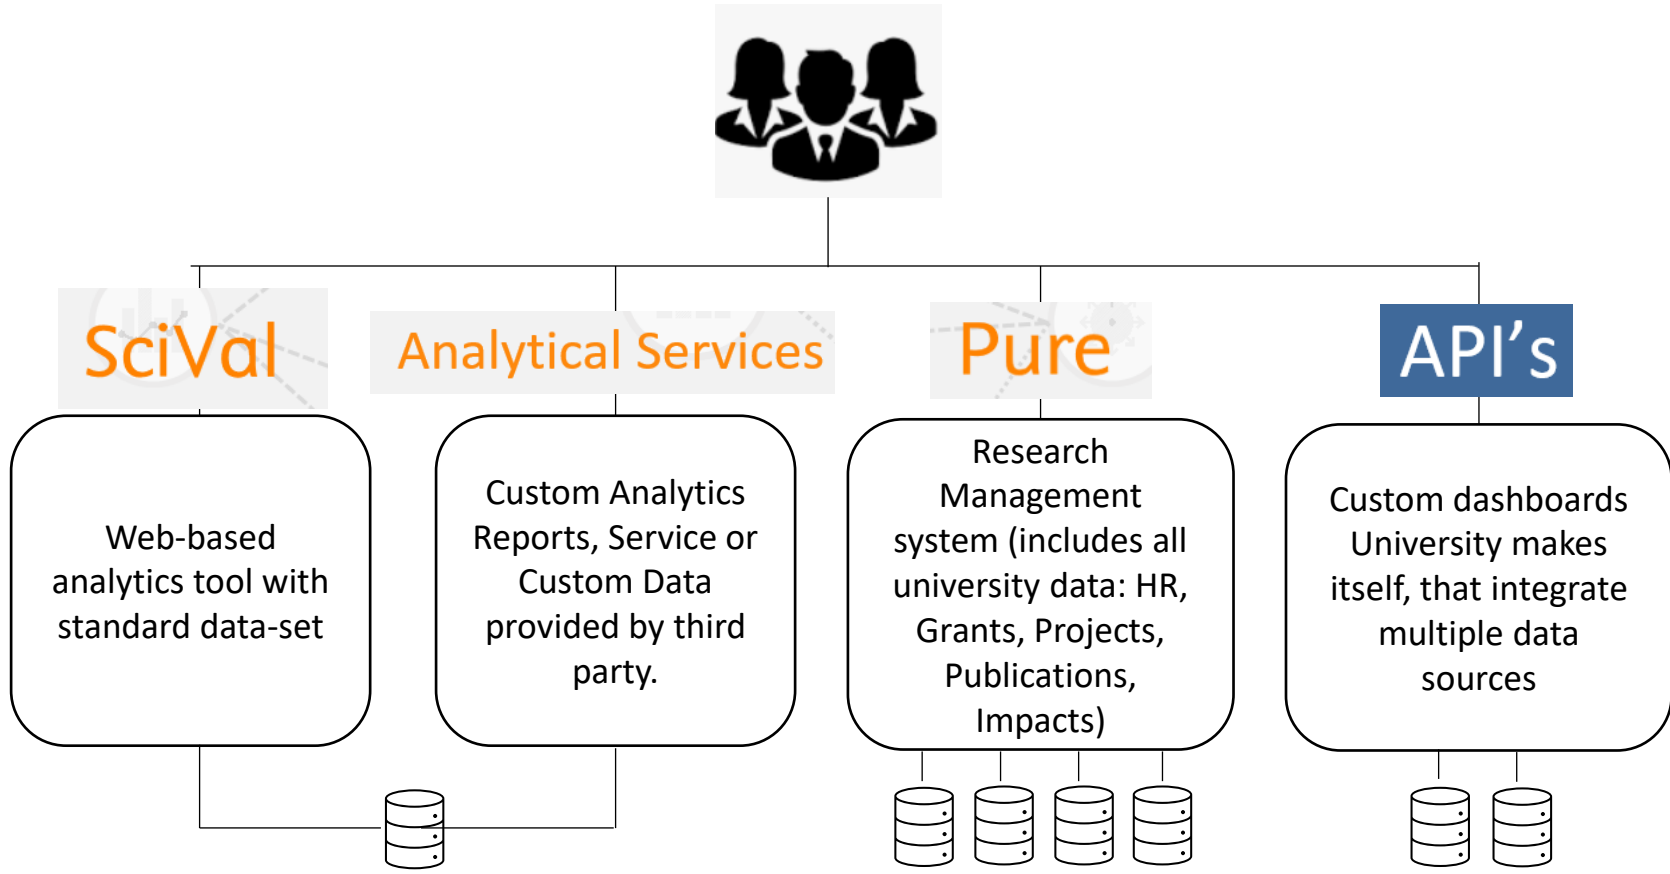 SciVal
Analytical Services
Pure
API's
Web-based
analytics tool with
standard data-set
Custom Analytics
Reports, Service or
Custom Data
provided by third
party.
Research
Management
system (includes all
university data: HR,
Grants, Projects,
Publications,
Impacts)
Custom dashboards
University makes
itself, that integrate
multiple data
sources